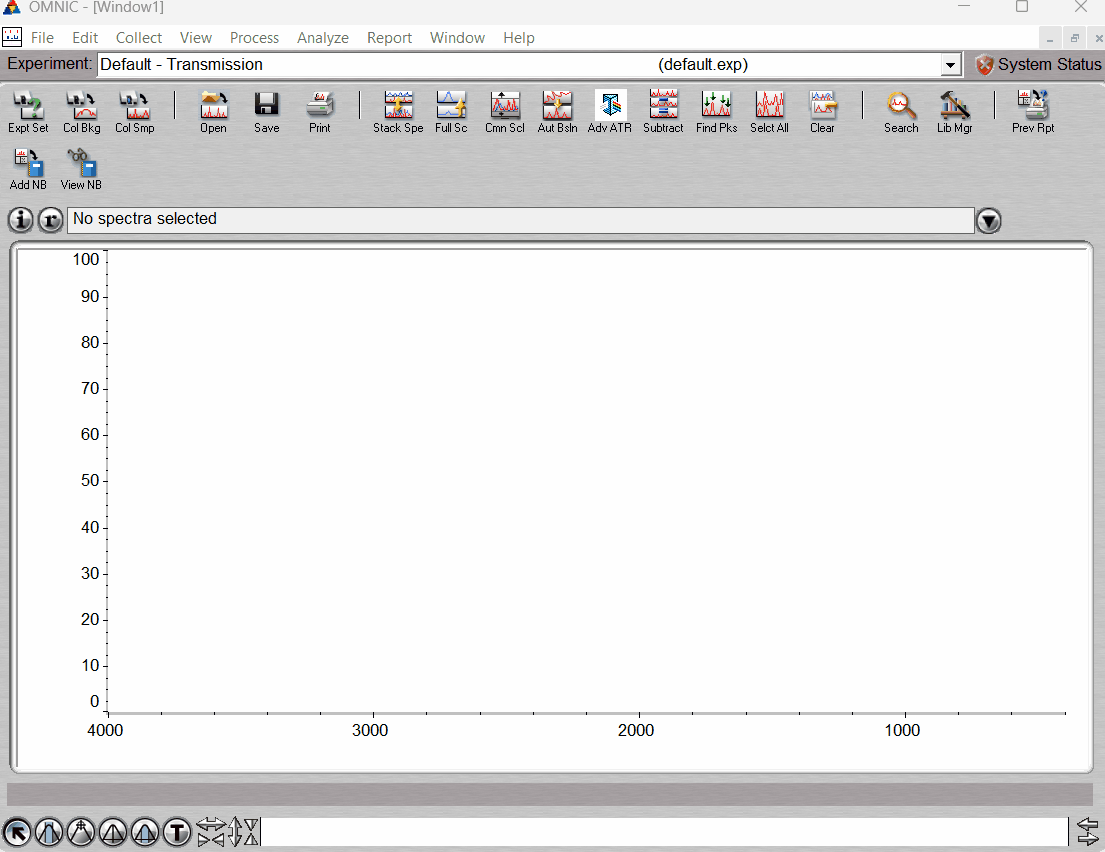 OMNIC - [Window1]
File Edit Collect View Process Analyze Report Window Help
Experiment: Default - Transmission (default.exp) System Status
Expt Set Col Bkg Col Smp Open Save Print Stack Spe Full Sc Cmn Scl Aut Bsln Adv ATR Subtract Find Pks Selct All Clear Search Lib Mgr Prev Rpt
Add NB View NB
i r No spectra selected
100
90
80
70
60
50
40
30
20
10
0
4000 3000 2000 1000
T